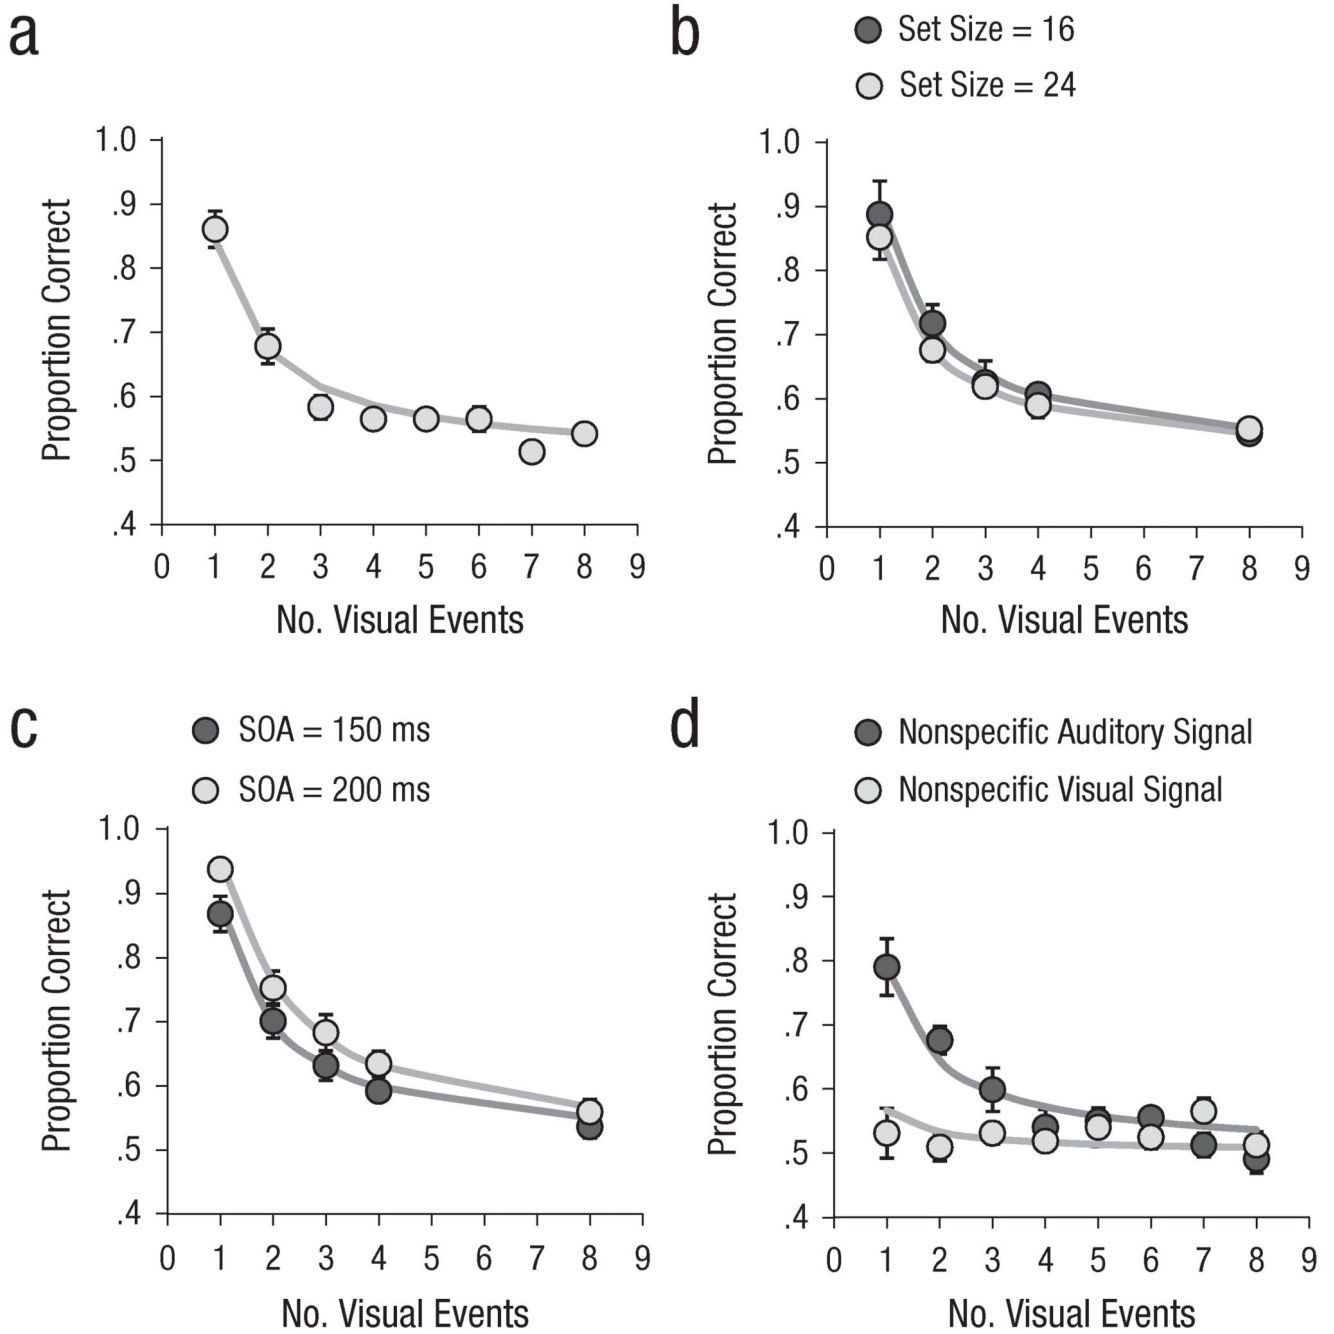 a
1.0
.9
.8
.7
.6
.5
.4
Proportion Correct
0 1 2 3 4 5 6 7 8 9
No. Visual Events
b
Set Size = 16
Set Size = 24
1.0
.9
.8
.7
.6
.5
.4
Proportion Correct
0 1 2 3 4 5 6 7 8 9
No. Visual Events
c
SOA = 150 ms
SOA = 200 ms
1.0
.9
.8
.7
.6
.5
.4
Proportion Correct
0 1 2 3 4 5 6 7 8 9
No. Visual Events
d
Nonspecific Auditory Signal
Nonspecific Visual Signal
1.0
.9
.8
.7
.6
.5
.4
Proportion Correct
0 1 2 3 4 5 6 7 8 9
No. Visual Events